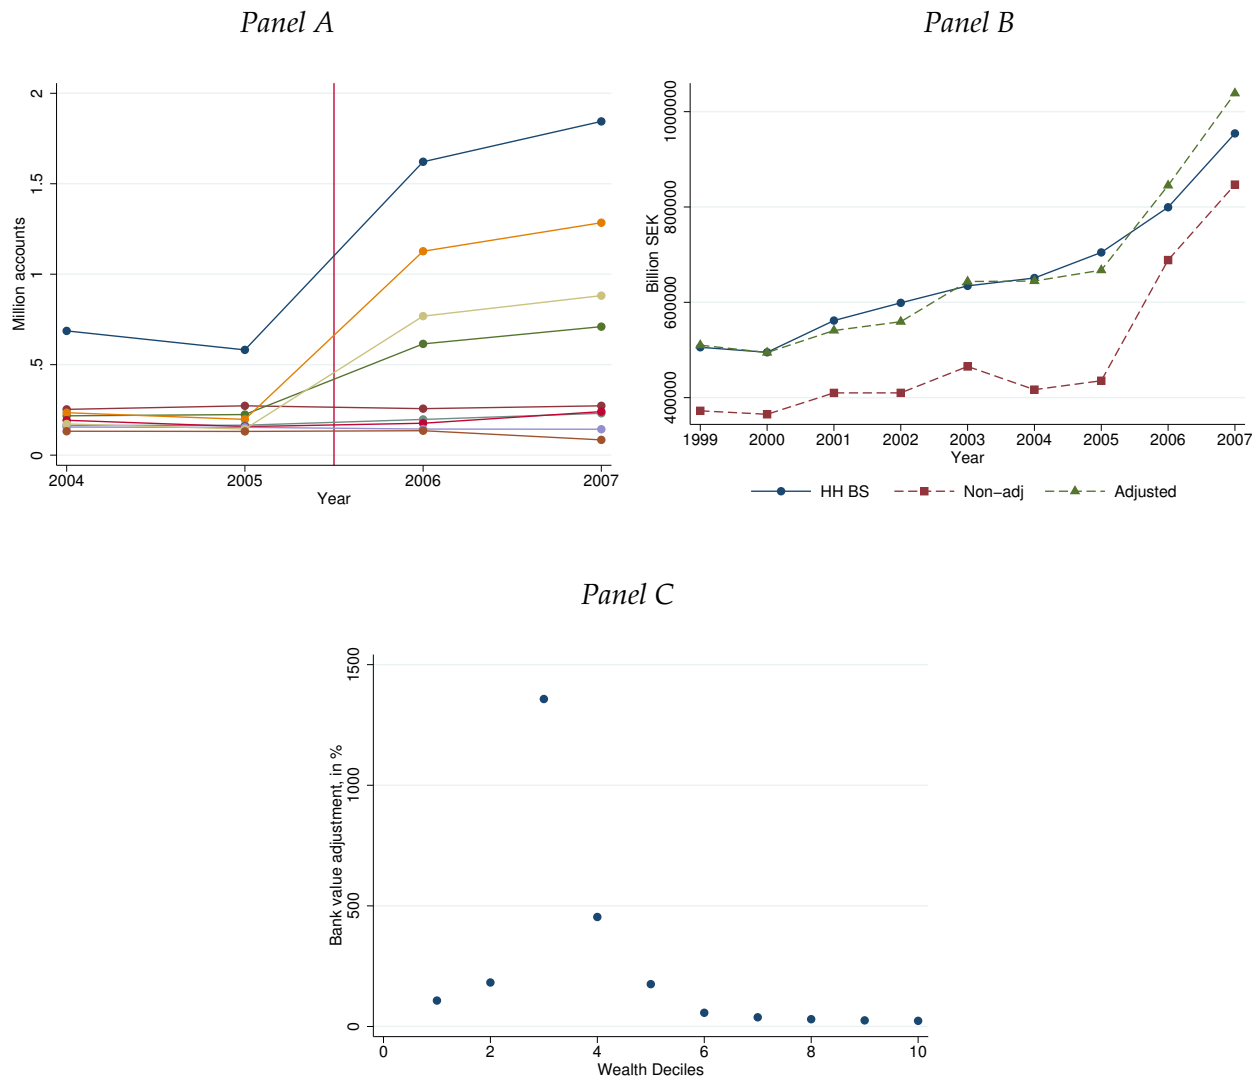 Panel A
Panel B
Million accounts
2
1.5
1
.5
0
2004 2005 2006 2007
Year
Billion SEK
1000000
800000
600000
400000
1999 2000 2001 2002 2003 2004 2005 2006 2007
Year
HH BS Non−adj Adjusted
Panel C
Bank value adjustment, in %
1500
1000
500
0
0 2 4 6 8 10
Wealth Deciles